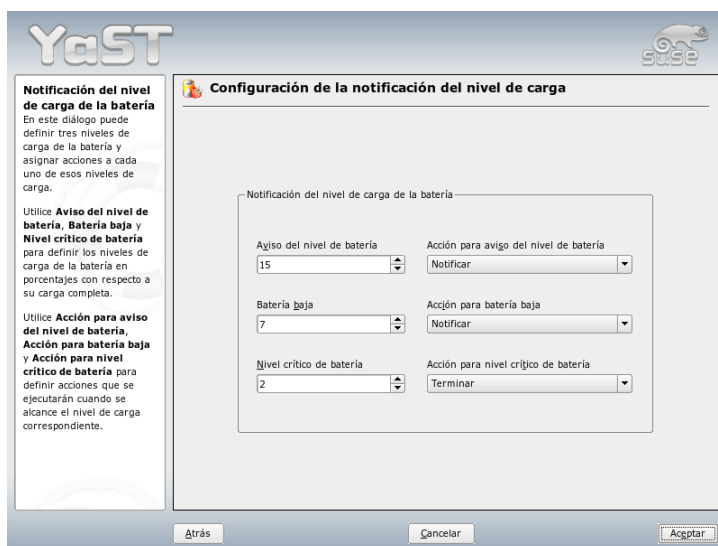 YaST
SUSE
Notificación del nivel
de carga de la batería
En este diálogo puede
definir tres niveles de
carga de la batería y
asignar acciones a cada
uno de esos niveles de
carga.
Utilice Aviso del nivel de
batería, Batería baja y
Nivel crítico de batería
para definir los niveles de
carga de la batería en
porcentajes con respecto a
su carga completa.
Utilice Acción para aviso
del nivel de batería,
Acción para batería baja
y Acción para nivel
crítico de batería para
definir acciones que se
ejecutarán cuando se
alcance el nivel de carga
correspondiente.
Configuración de la notificación del nivel de carga
Notificación del nivel de carga de la batería
Aviso del nivel de batería
15
Acción para aviso del nivel de batería
Notificar
Batería baja
7
Acción para batería baja
Notificar
Nivel crítico de batería
2
Acción para nivel crítico de batería
Terminar
Atrás
Cancelar
Aceptar